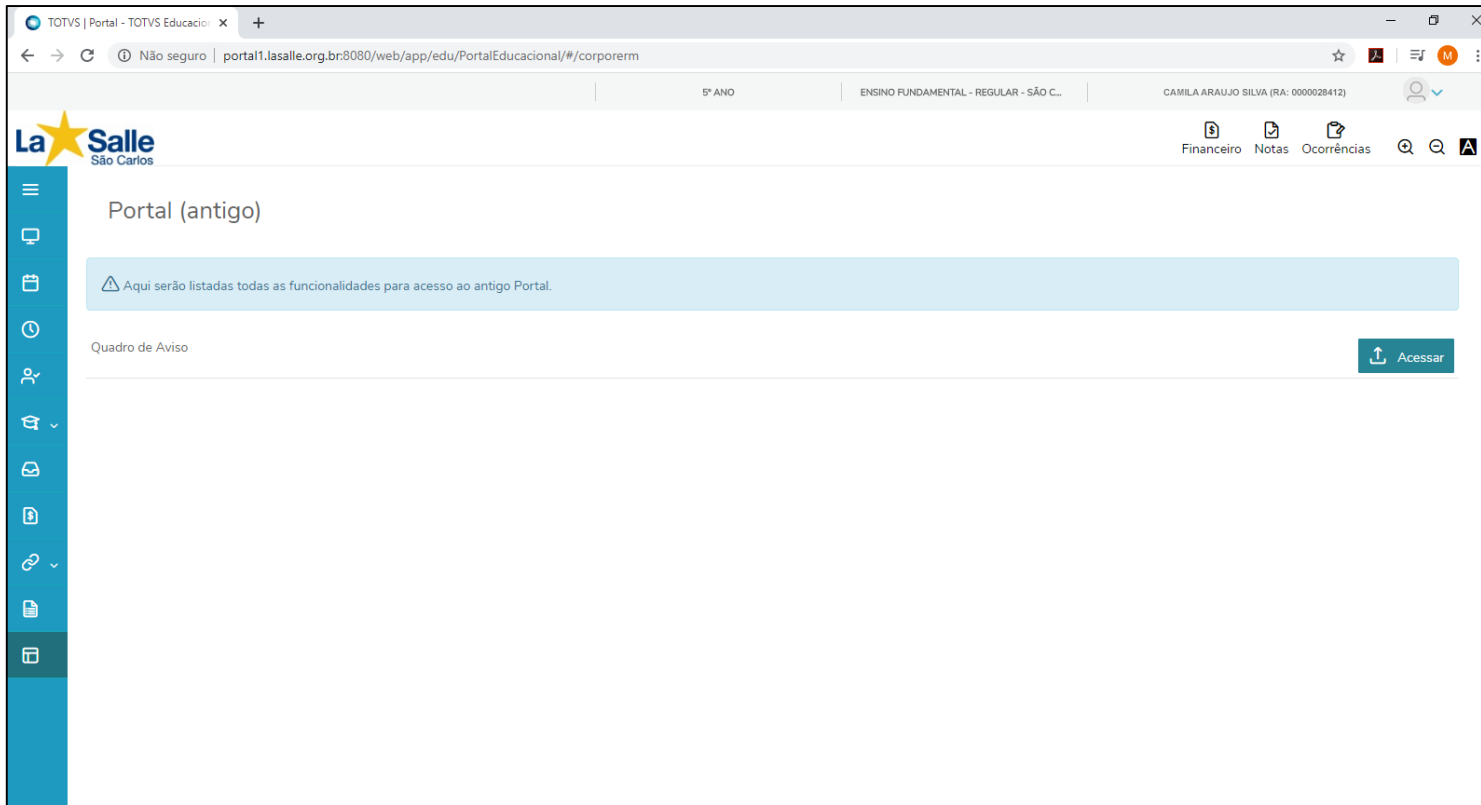 TOTVS | Portal - TOTVS Educacion
Não seguro | portal1.lasalle.org.br:8080/web/app/edu/PortalEducacional/#/corporerm
M
5º ANO
ENSINO FUNDAMENTAL - REGULAR - SÃO C...
CAMILA ARAUJO SILVA (RA: 0000028412)
La Salle
São Carlos
Financeiro Notas Ocorrências
A
Portal (antigo)
Aqui serão listadas todas as funcionalidades para acesso ao antigo Portal.
Quadro de Aviso
Acessar